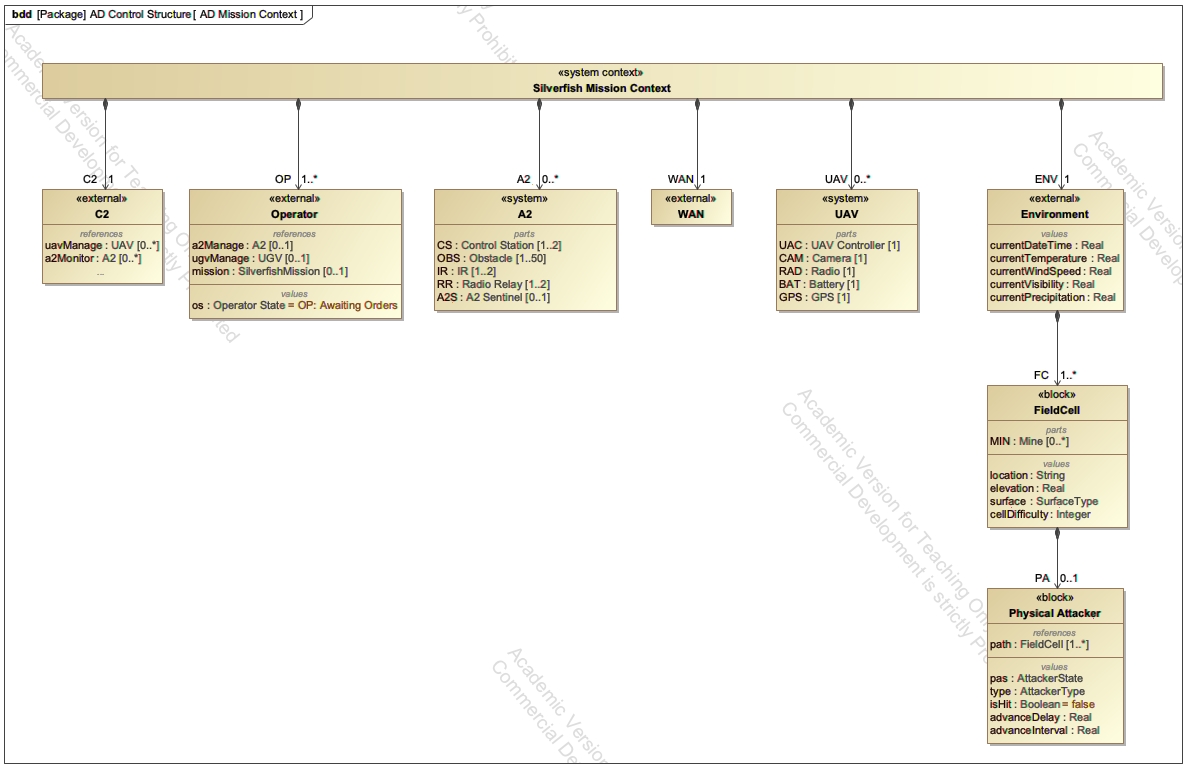 bdd [Package] AD Control Structure [ AD Mission Context ]
«system context»
Silverfish Mission Context
C2 1
«external»
C2
references
uavManage : UAV [0..*]
a2Monitor : A2 [0..*]
...
OP 1..*
«external»
Operator
references
a2Manage : A2 [0..1]
ugvManage : UGV [0..1]
mission : SilverfishMission [0..1]
values
os : Operator State = OP: Awaiting Orders
A2 0..*
«system»
A2
parts
CS : Control Station [1..2]
OBS : Obstacle [1..50]
IR : IR [1..2]
RR : Radio Relay [1..2]
A2S : A2 Sentinel [0..1]
WAN 1
«external»
WAN
UAV 0..*
«system»
UAV
parts
UAC : UAV Controller [1]
CAM : Camera [1]
RAD : Radio [1]
BAT : Battery [1]
GPS : GPS [1]
ENV 1
«external»
Environment
values
currentDateTime : Real
currentTemperature : Real
currentWindSpeed : Real
currentVisibility : Real
currentPrecipitation : Real
FC 1..*
«block»
FieldCell
parts
MIN : Mine [0..*]
values
location : String
elevation : Real
surface : SurfaceType
cellDifficulty : Integer
PA 0..1
«block»
Physical Attacker
references
path : FieldCell [1..*]
values
pas : AttackerState
type : AttackerType
isHit : Boolean = false
advanceDelay : Real
advanceInterval : Real
Academic Version for Teaching Only
Commercial Development is strictly